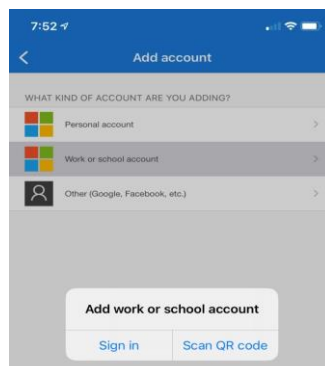 7:52
Add account
WHAT KIND OF ACCOUNT ARE YOU ADDING?
Personal account
Work or school account
Other (Google, Facebook, etc.)
Add work or school account
Sign in Scan QR code